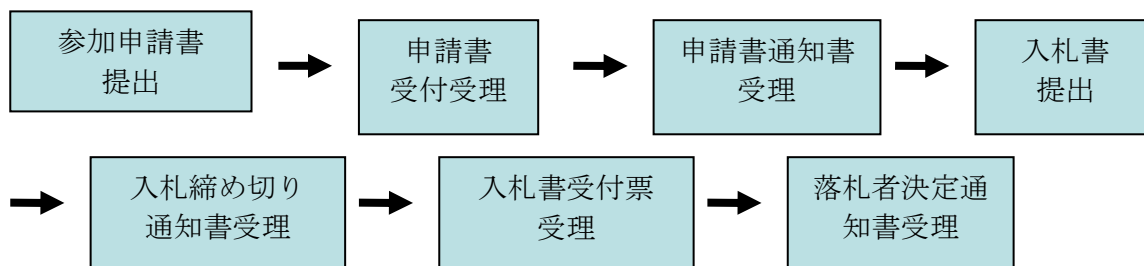 参加申請書
提出
申請書
受付受理
申請書通知書
受理
入札書
提出
入札締め切り
通知書受理
入札書受付票
受理
落札者決定通
知書受理